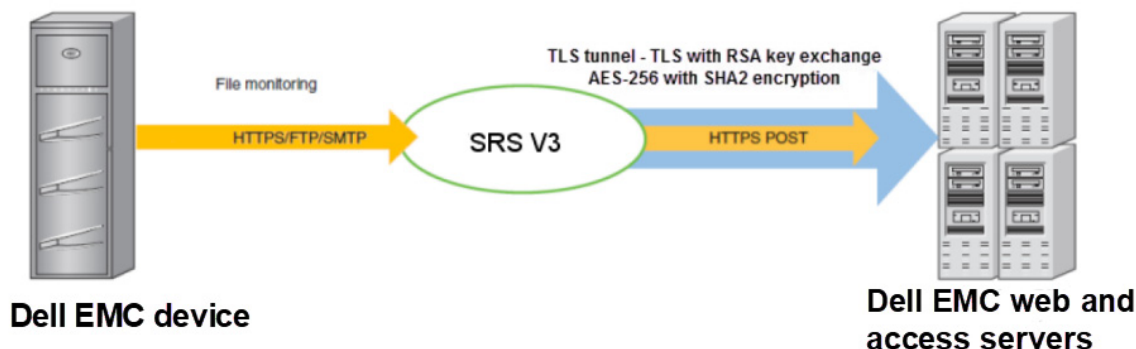 TLS tunnel - TLS with RSA key exchange
AES-256 with SHA2 encryption
File monitoring
HTTPS/FTP/SMTP
SRS V3
HTTPS POST
Dell EMC device
Dell EMC web and
access servers